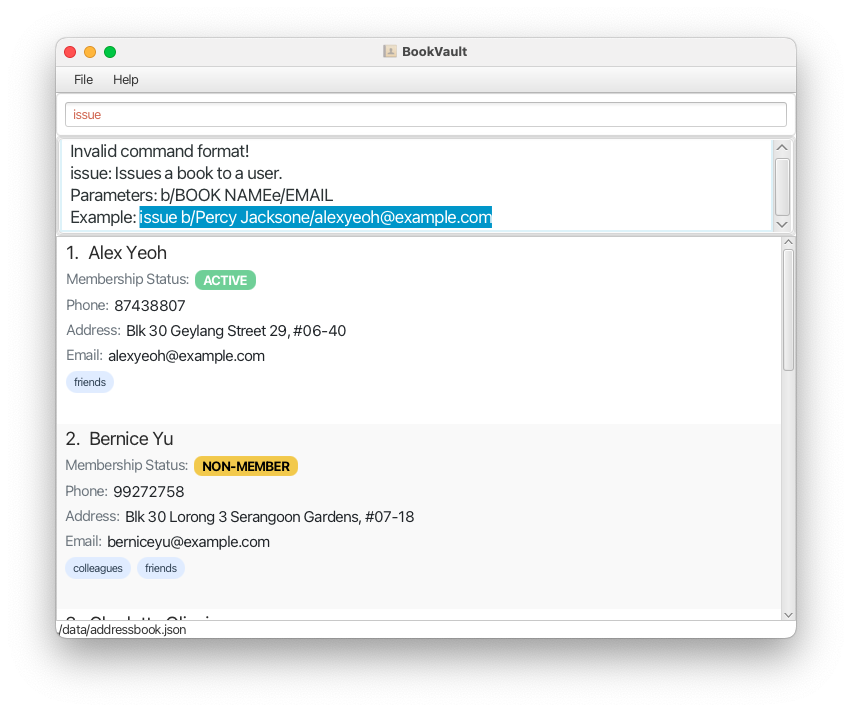 BookVault
File Help
issue
Invalid command format!
issue: Issues a book to a user.
Parameters: b/BOOK NAMEe/EMAIL
Example: issue b/Percy Jacksone/alexyeoh@example.com
1. Alex Yeoh
Membership Status: ACTIVE
Phone: 87438807
Address: Blk 30 Geylang Street 29, #06-40
Email: alexyeoh@example.com
friends
2. Bernice Yu
Membership Status: NON-MEMBER
Phone: 99272758
Address: Blk 30 Lorong 3 Serangoon Gardens, #07-18
Email: berniceyu@example.com
colleagues friends
/data/addressbook.json